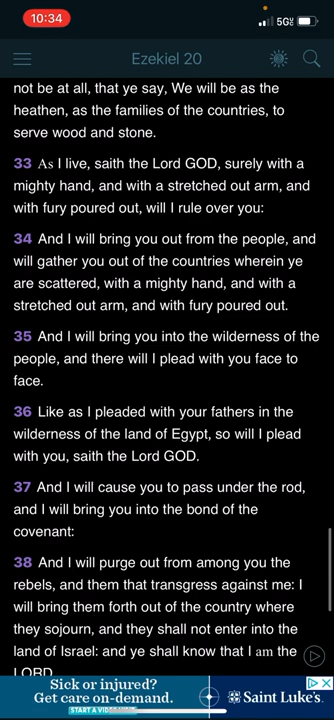 10:34
5G
Ezekiel 20
not be at all, that ye say, We will be as the
heathen, as the families of the countries, to
serve wood and stone.
33 As I live, saith the Lord GOD, surely with a
mighty hand, and with a stretched out arm, and
with fury poured out, will I rule over you:
34 And I will bring you out from the people, and
will gather you out of the countries wherein ye
are scattered, with a mighty hand, and with a
stretched out arm, and with fury poured out.
35 And I will bring you into the wilderness of the
people, and there will I plead with you face to
face.
36 Like as I pleaded with your fathers in the
wilderness of the land of Egypt, so will I plead
with you, saith the Lord GOD.
37 And I will cause you to pass under the rod,
and I will bring you into the bond of the
covenant:
38 And I will purge out from among you the
rebels, and them that transgress against me: I
will bring them forth out of the country where
they sojourn, and they shall not enter into the
land of Israel: and ye shall know that I am the
LORD
Sick or injured?
Get care on-demand.
START A VIDEO
Saint Luke's